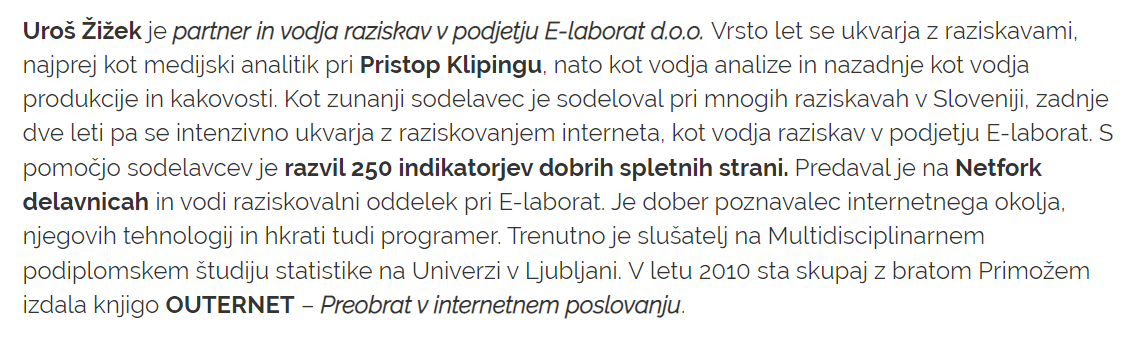 Uroš Žižek je partner in vodja raziskav v podjetju E-laborat d.o.o. Vrsto let se ukvarja z raziskavami,
najprej kot medijski analitik pri Pristop Klipingu, nato kot vodja analize in nazadnje kot vodja
produkcije in kakovosti. Kot zunanji sodelavec je sodeloval pri mnogih raziskavah v Sloveniji, zadnje
dve leti pa se intenzivno ukvarja z raziskovanjem interneta, kot vodja raziskav v podjetju E-laborat. S
pomočjo sodelavcev je razvil 250 indikatorjev dobrih spletnih strani. Predaval je na Netfork
delavnicah in vodi raziskovalni oddelek pri E-laborat. Je dober poznavalec internetnega okolja,
njegovih tehnologij in hkrati tudi programer. Trenutno je slušatelj na Multidisciplinarnem
podiplomskem študiju statistike na Univerzi v Ljubljani. V letu 2010 sta skupaj z bratom Primožem
izdala knjigo OUTERNET – Preobrat v internetnem poslovanju.